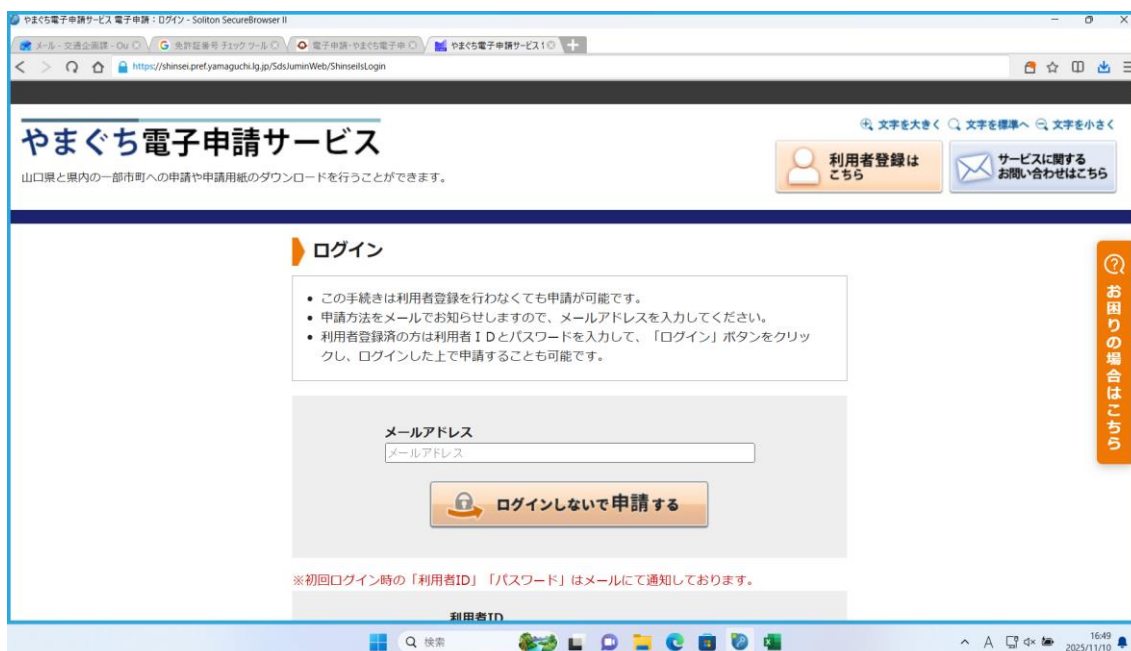 やまぐち電子申請サービス 電子申請：ログイン - Soliton SecureBrowser II
メール - 交通企画課 - Ou
免許証番号 チェック ツール
電子申請 - やまぐち電子申
やまぐち電子申請サービス
https://shinsei.pref.yamaguchi.lg.jp/SdsJuminWeb/ShinseiIsLogin
文字を大きく 文字を標準へ 文字を小さく
やまぐち電子申請サービス
山口県と県内の一部市町への申請や申請用紙のダウンロードを行うことができます。
利用者登録は
こちら
サービスに関する
お問い合わせはこちら
ログイン
• この手続きは利用者登録を行わなくても申請が可能です。
• 申請方法をメールでお知らせしますので、メールアドレスを入力してください。
• 利用者登録済の方は利用者ＩＤとパスワードを入力して、「ログイン」ボタンをクリッ
クし、ログインした上で申請することも可能です。
お困りの場合はこちら
メールアドレス
メールアドレス
ログインしないで申請する
※初回ログイン時の「利用者ID」「パスワード」はメールにて通知しております。
利用者ID
検索
A
16:49
2025/11/10